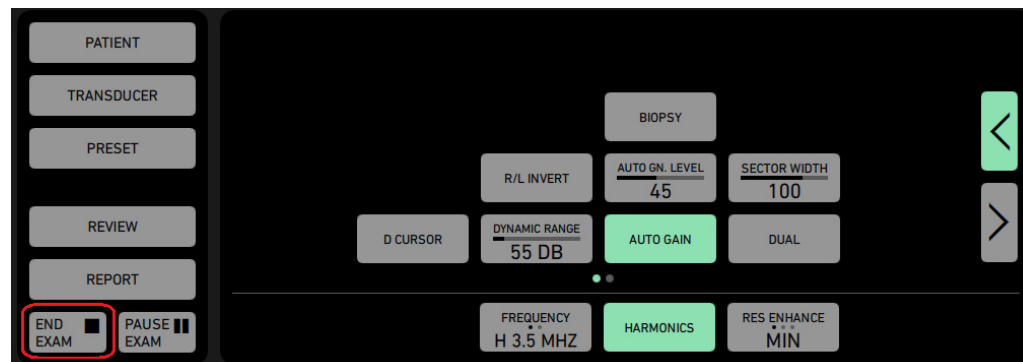 PATIENT
TRANSDUCER
PRESET
REVIEW
REPORT
END
EXAM
PAUSE
EXAM
BIOPSY
R/L INVERT
AUTO GN. LEVEL
45
SECTOR WIDTH
100
D CURSOR
DYNAMIC RANGE
55 DB
AUTO GAIN
DUAL
FREQUENCY
H 3.5 MHZ
HARMONICS
RES ENHANCE
MIN